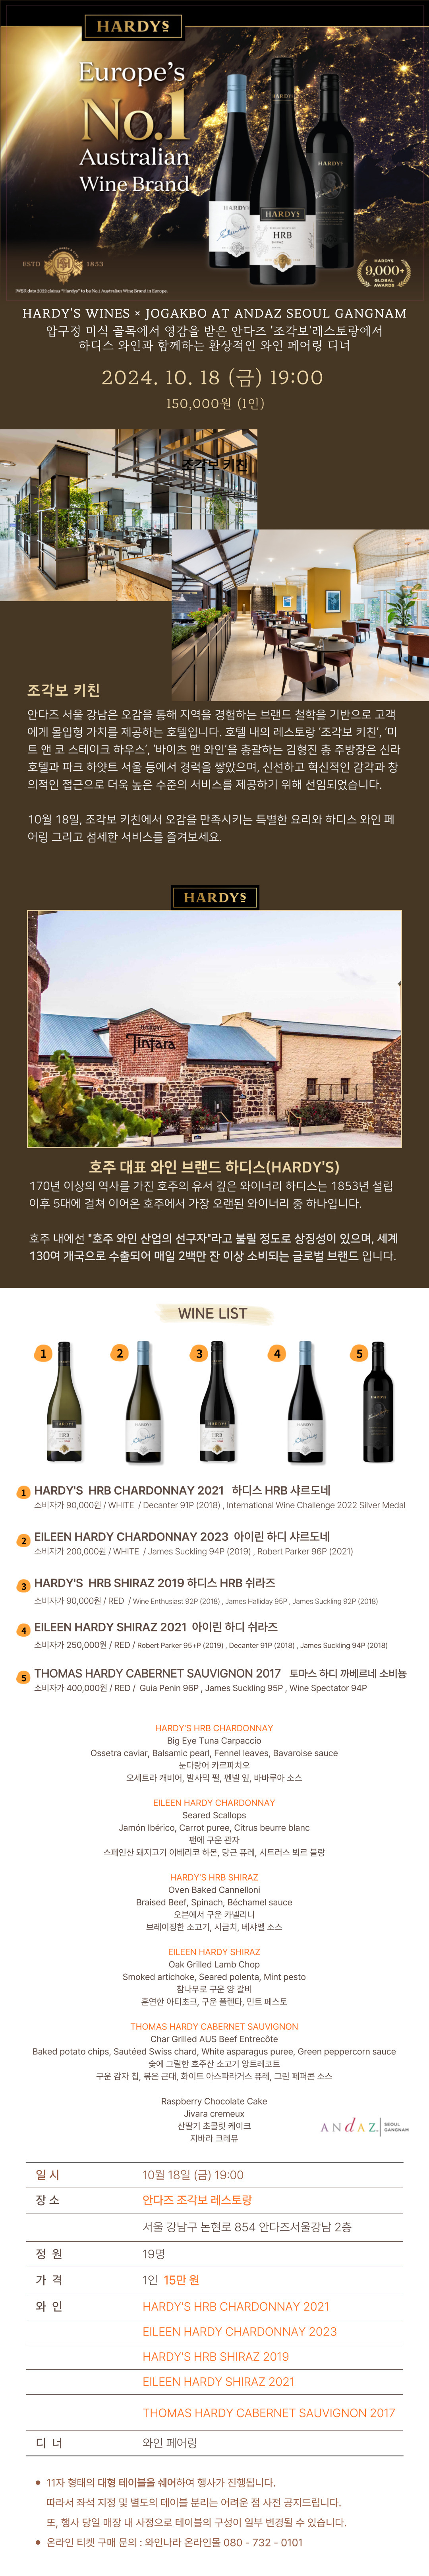 HARDYS
Europe's
No.1
Australian
Wine Brand
HARDYS
HRB
ESTD 1853
HARDYS
9,000+
GLOBAL
AWARDS
HARDY'S WINES × JOGAKBO AT ANDAZ SEOUL GANGNAM
압구정 미식 골목에서 영감을 받은 안다즈 '조각보'레스토랑에서
하디스 와인과 함께하는 환상적인 와인 페어링 디너
2024. 10. 18 (금) 19:00
150,000원 (1인)
조각보키친
조각보 키친
안다즈 서울 강남은 오감을 통해 지역을 경험하는 브랜드 철학을 기반으로 고객
에게 몰입형 가치를 제공하는 호텔입니다. 호텔 내의 레스토랑 '조각보 키친', '미
트 앤 코 스테이크 하우스', '바이츠 앤 와인'을 총괄하는 김형진 총 주방장은 신라
호텔과 파크 하얏트 서울 등에서 경력을 쌓았으며, 신선하고 혁신적인 감각과 창
의적인 접근으로 더욱 높은 수준의 서비스를 제공하기 위해 선임되었습니다.
10월 18일, 조각보 키친에서 오감을 만족시키는 특별한 요리와 하디스 와인 페
어링 그리고 섬세한 서비스를 즐겨보세요.
HARDYS
HARDYS
Tintara
호주 대표 와인 브랜드 하디스(HARDY'S)
170년 이상의 역사를 가진 호주의 유서 깊은 와이너리 하디스는 1853년 설립
이후 5대에 걸쳐 이어온 호주에서 가장 오랜된 와이너리 중 하나입니다.
호주 내에선 "호주 와인 산업의 선구자"라고 불릴 정도로 상징성이 있으며, 세계
130여 개국으로 수출되어 매일 2백만 잔 이상 소비되는 글로벌 브랜드 입니다.
WINE LIST
1 2 3 4 5
1 HARDY'S HRB CHARDONNAY 2021 하디스 HRB 샤르도네
소비자가 90,000원 / WHITE / Decanter 91P (2018) , International Wine Challenge 2022 Silver Medal
2 EILEEN HARDY CHARDONNAY 2023 아이린 하디 샤르도네
소비자가 200,000원 / WHITE / James Suckling 94P (2019) , Robert Parker 96P (2021)
3 HARDY'S HRB SHIRAZ 2019 하디스 HRB 쉬라즈
소비자가 90,000원 / RED / Wine Enthusiast 92P (2018) , James Halliday 95P , James Suckling 92P (2018)
4 EILEEN HARDY SHIRAZ 2021 아이린 하디 쉬라즈
소비자가 250,000원 / RED / Robert Parker 95+P (2019) , Decanter 91P (2018) , James Suckling 94P (2018)
5 THOMAS HARDY CABERNET SAUVIGNON 2017 토마스 하디 까베르네 소비뇽
소비자가 400,000원 / RED / Guia Penin 96P , James Suckling 95P , Wine Spectator 94P
HARDY'S HRB CHARDONNAY
Big Eye Tuna Carpaccio
Ossetra caviar, Balsamic pearl, Fennel leaves, Bavaroise sauce
눈다랑어 카르파치오
오세트라 캐비어, 발사믹 펄, 펜넬 잎, 바바루아 소스
EILEEN HARDY CHARDONNAY
Seared Scallops
Jamón Ibérico, Carrot puree, Citrus beurre blanc
팬에 구운 관자
스페인산 돼지고기 이베리코 하몬, 당근 퓨레, 시트러스 뵈르 블랑
HARDY'S HRB SHIRAZ
Oven Baked Cannelloni
Braised Beef, Spinach, Béchamel sauce
오븐에서 구운 카넬리니
브레이징한 소고기, 시금치, 베샤멜 소스
EILEEN HARDY SHIRAZ
Oak Grilled Lamb Chop
Smoked artichoke, Seared polenta, Mint pesto
참나무로 구운 양 갈비
훈연한 아티초크, 구운 폴렌타, 민트 페스토
THOMAS HARDY CABERNET SAUVIGNON
Char Grilled AUS Beef Entrecôte
Baked potato chips, Sautéed Swiss chard, White asparagus puree, Green peppercorn sauce
숯에 그릴한 호주산 소고기 앙트레코트
구운 감자 칩, 볶은 근대, 화이트 아스파라거스 퓨레, 그린 페퍼콘 소스
Raspberry Chocolate Cake
Jivara cremeux
산딸기 초콜릿 케이크
지바라 크레뮤
ANdAZ SEOUL GANGNAM
일 시 10월 18일 (금) 19:00
장 소 안다즈 조각보 레스토랑
서울 강남구 논현로 854 안다즈서울강남 2층
정 원 19명
가 격 1인 15만 원
와 인 HARDY'S HRB CHARDONNAY 2021
EILEEN HARDY CHARDONNAY 2023
HARDY'S HRB SHIRAZ 2019
EILEEN HARDY SHIRAZ 2021
THOMAS HARDY CABERNET SAUVIGNON 2017
디 너 와인 페어링
● 11자 형태의 대형 테이블을 쉐어하여 행사가 진행됩니다.
따라서 좌석 지정 및 별도의 테이블 분리는 어려운 점 사전 공지드립니다.
또, 행사 당일 매장 내 사정으로 테이블의 구성이 일부 변경될 수 있습니다.
● 온라인 티켓 구매 문의 : 와인나라 온라인몰 080 - 732 - 0101